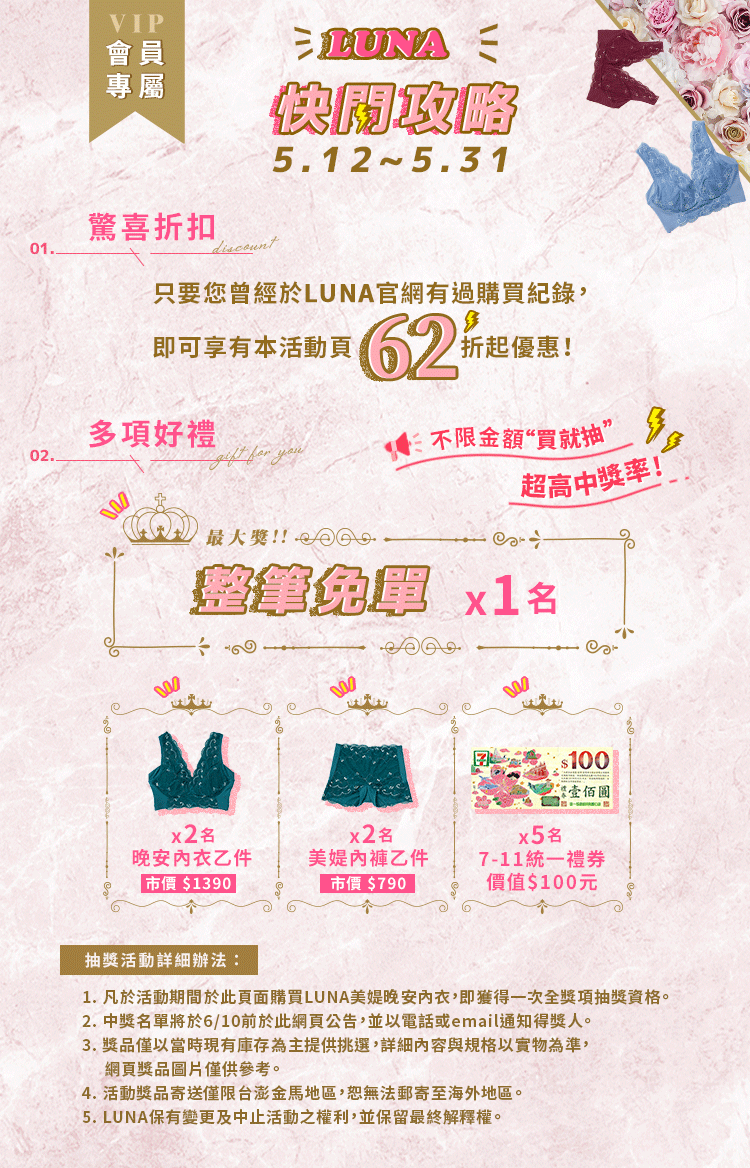 VIP
會員
專屬
LUNA
快閃攻略
5.12~5.31
驚喜折扣
01.
discount
只要您曾經於LUNA官網有過購買紀錄，
即可享有本活動頁62折起優惠！
多項好禮
02.
gift for you
不限金額“買就抽”
超高中獎率！
最大獎!!
整筆免單 x1名
$100
壹佰圓
x2名
晚安內衣乙件
市價 $1390
x2名
美媞內褲乙件
市價 $790
x5名
7-11統一禮券
價值$100元
抽獎活動詳細辦法：
1. 凡於活動期間於此頁面購買LUNA美媞晚安內衣，即獲得一次全獎項抽獎資格。
2. 中獎名單將於6/10前於此網頁公告，並以電話或email通知得獎人。
3. 獎品僅以當時現有庫存為主提供挑選，詳細內容與規格以實物為準，
網頁獎品圖片僅供參考。
4. 活動獎品寄送僅限台澎金馬地區，恕無法郵寄至海外地區。
5. LUNA保有變更及中止活動之權利，並保留最終解釋權。